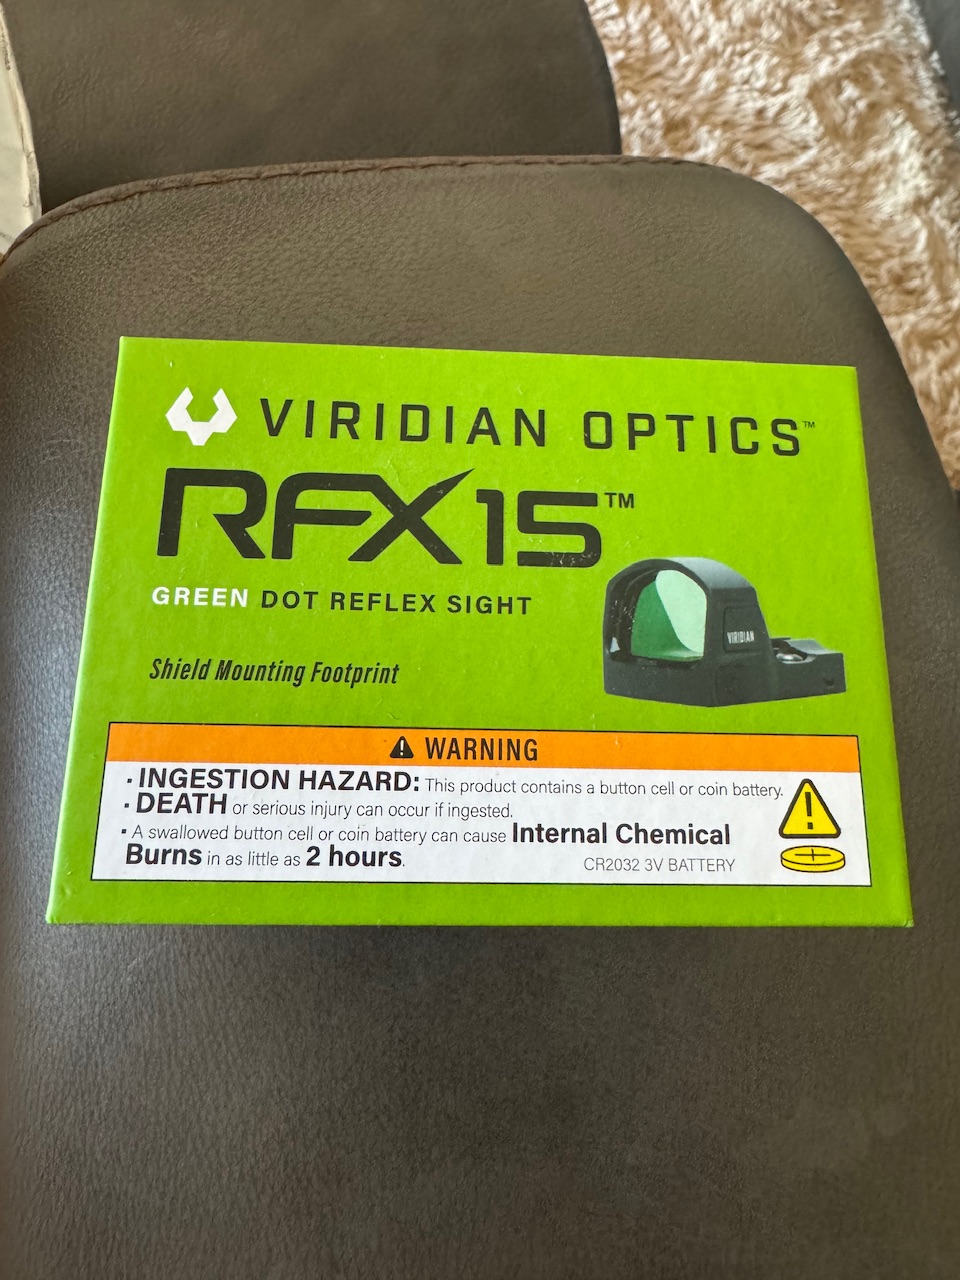 VIRIDIAN OPTICS™
RFX15™
GREEN DOT REFLEX SIGHT
VIRIDIAN
Shield Mounting Footprint
WARNING
· INGESTION HAZARD: This product contains a button cell or coin battery.
· DEATH or serious injury can occur if ingested.
· A swallowed button cell or coin battery can cause Internal Chemical
Burns in as little as 2 hours.
CR2032 3V BATTERY